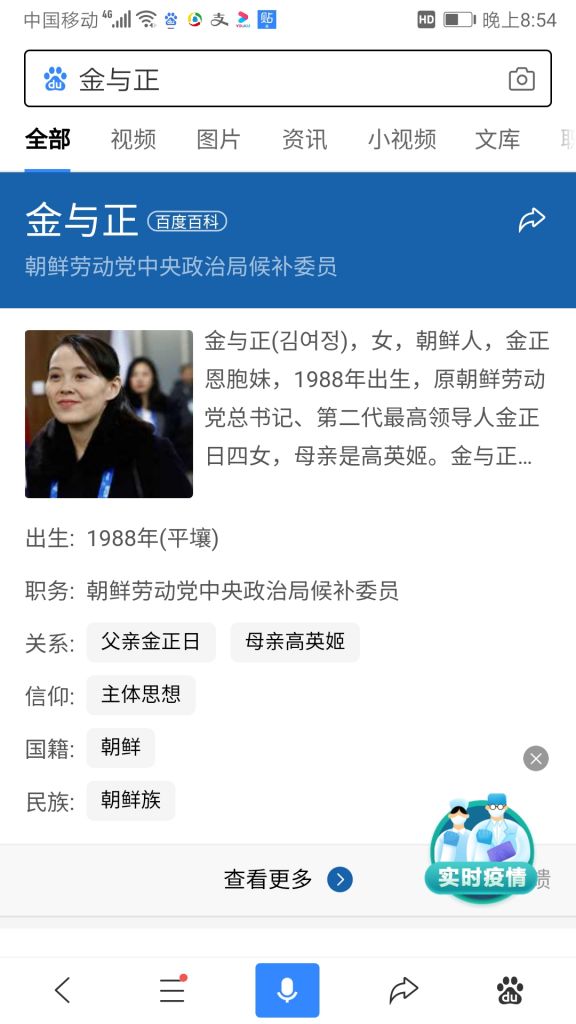 中国移动 4G HD 晚上8:54
金与正
全部 视频 图片 资讯 小视频 文库
金与正 百度百科
朝鲜劳动党中央政治局候补委员
金与正(김여정)，女，朝鲜人，金正
恩胞妹，1988年出生，原朝鲜劳动
党总书记、第二代最高领导人金正
日四女，母亲是高英姬。金与正...
出生: 1988年(平壤)
职务: 朝鲜劳动党中央政治局候补委员
关系: 父亲金正日 母亲高英姬
信仰: 主体思想
国籍: 朝鲜
民族: 朝鲜族
查看更多
实时疫情 馈